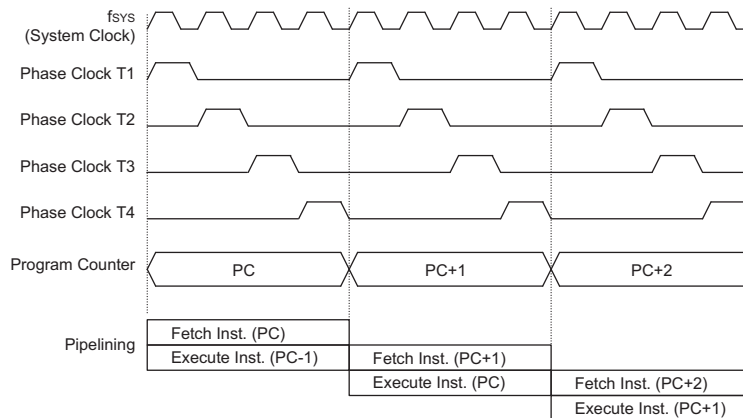 fSYS
(System Clock)
Phase Clock T1
Phase Clock T2
Phase Clock T3
Phase Clock T4
Program Counter PC PC+1 PC+2
Pipelining
Fetch Inst. (PC)
Execute Inst. (PC-1) Fetch Inst. (PC+1)
Execute Inst. (PC) Fetch Inst. (PC+2)
Execute Inst. (PC+1)